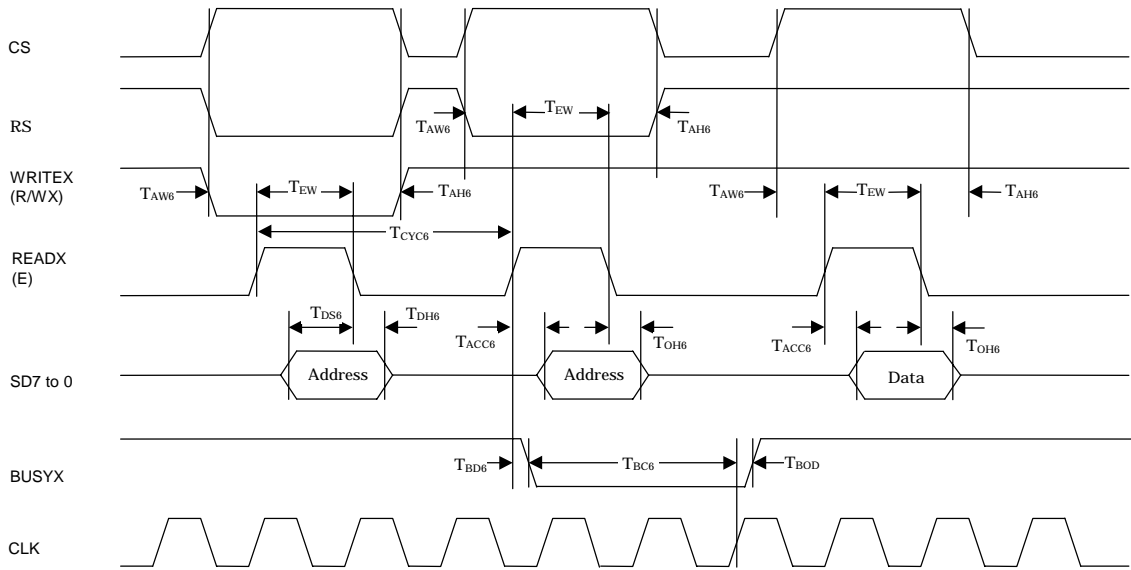 CS
RS
TEW
TAW6
TAH6
WRITEX
(R/WX)
TAW6
TEW
TAH6
TAW6
TEW
TAH6
TCYC6
READX
(E)
TDS6
TDH6
TACC6
TOH6
TACC6
TOH6
SD7 to 0
Address
Address
Data
BUSYX
TBD6
TBC6
TBOD
CLK